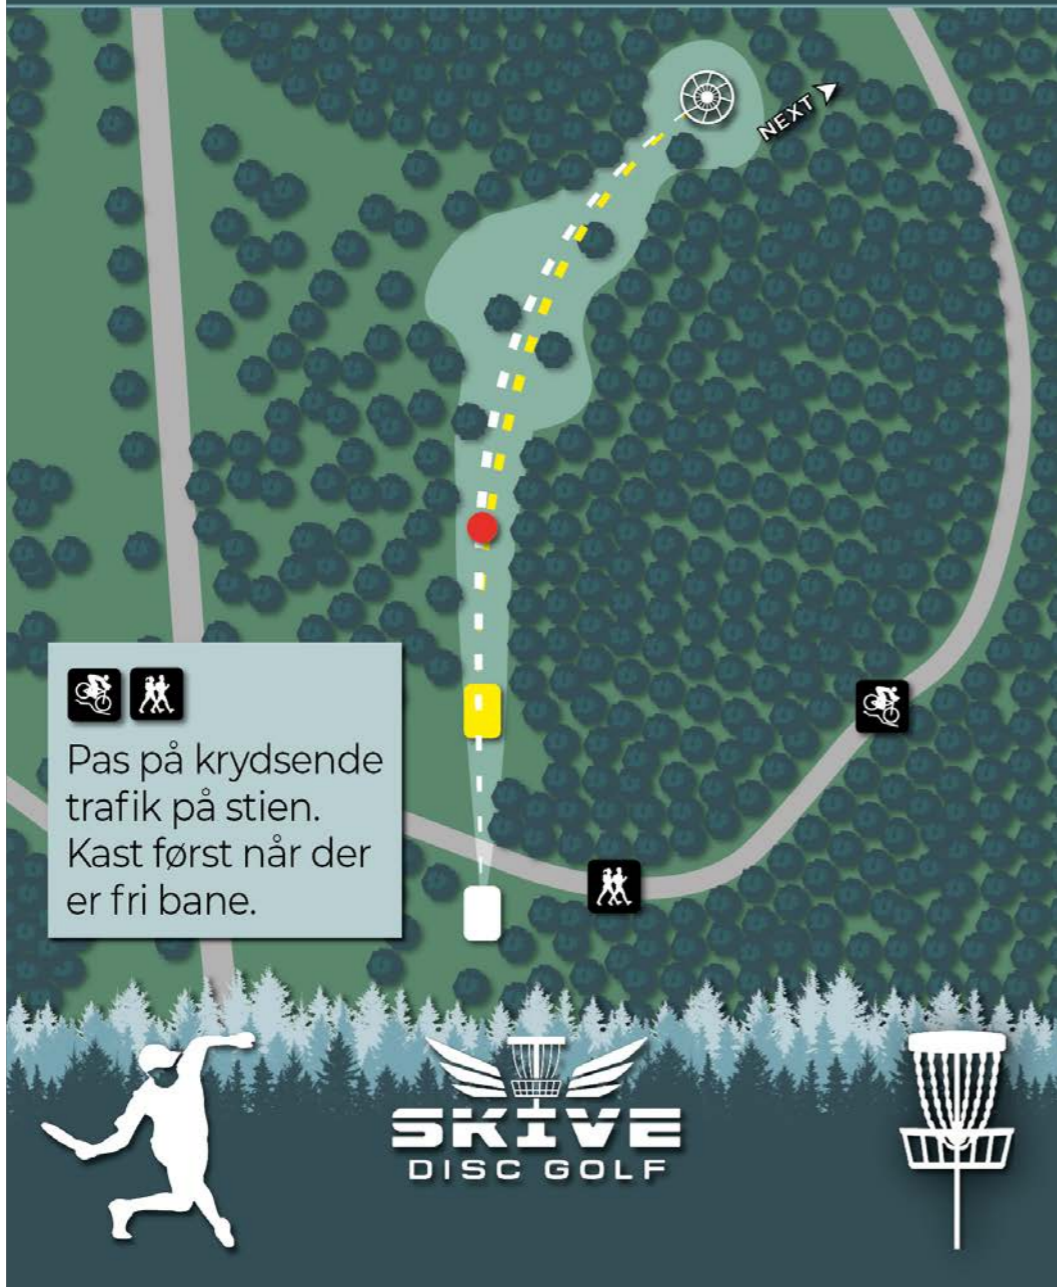 NEXT
Pas på krydsende
trafik på stien.
Kast først når der
er fri bane.
SKIVE
DISC GOLF